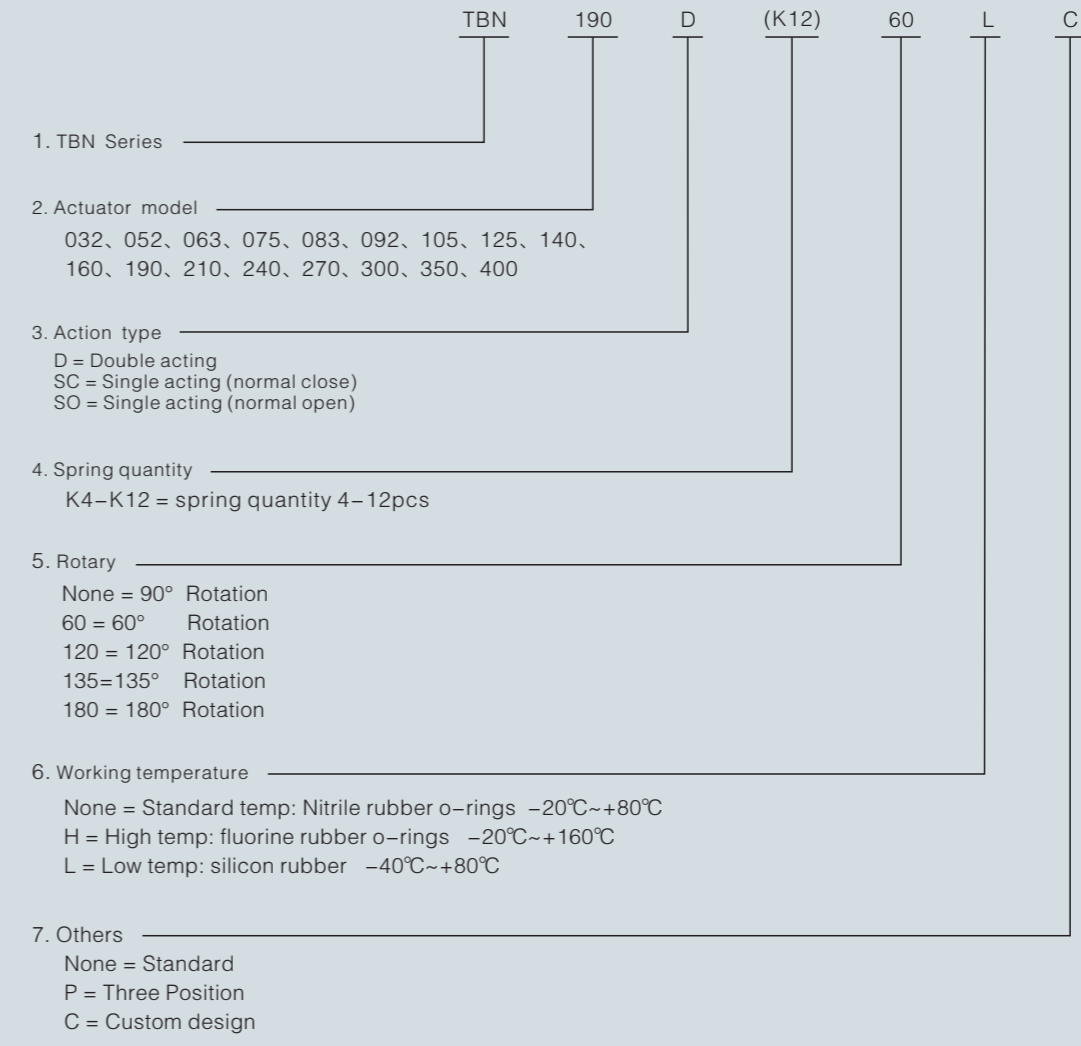 TBN 190 D (K12) 60 L C
1. TBN Series
2. Actuator model
032、052、063、075、083、092、105、125、140、
160、190、210、240、270、300、350、400
3. Action type
D = Double acting
SC = Single acting (normal close)
SO = Single acting (normal open)
4. Spring quantity
K4–K12 = spring quantity 4–12pcs
5. Rotary
None = 90° Rotation
60 = 60° Rotation
120 = 120° Rotation
135=135° Rotation
180 = 180° Rotation
6. Working temperature
None = Standard temp: Nitrile rubber o–rings –20℃~+80℃
H = High temp: fluorine rubber o–rings –20℃~+160℃
L = Low temp: silicon rubber –40℃~+80℃
7. Others
None = Standard
P = Three Position
C = Custom design